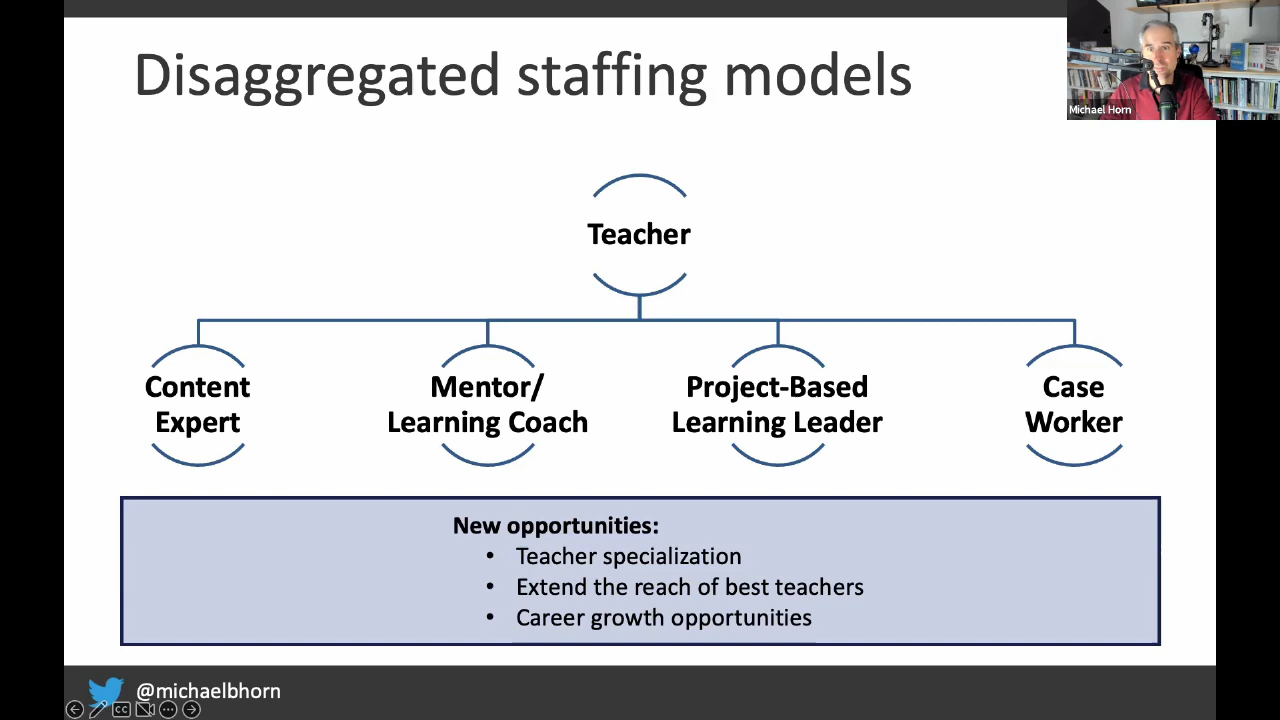 Disaggregated staffing models
Michael Horn
Teacher
Content
Expert
Mentor/
Learning Coach
Project-Based
Learning Leader
Case
Worker
New opportunities:
• Teacher specialization
• Extend the reach of best teachers
• Career growth opportunities
@michaelbhorn
CC